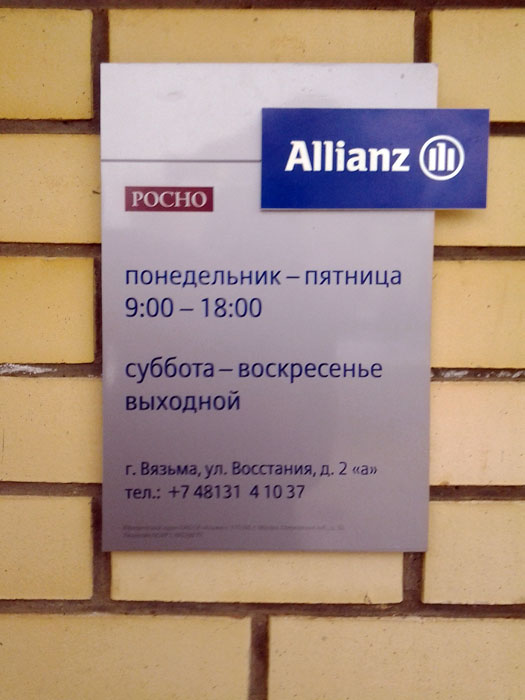 Allianz
РОСНО
понедельник – пятница
9:00 – 18:00
суббота – воскресенье
выходной
г. Вязьма, ул. Восстания, д. 2 «а»
тел.: +7 48131 4 10 37